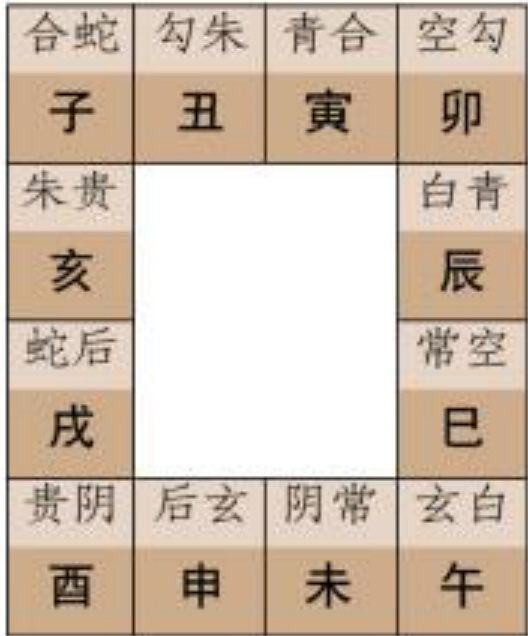 合蛇 勾朱 青合 空勾
子 丑 寅 卯
朱贵 白青
亥 辰
蛇后 常空
戌 巳
贵阴 后玄 阴常 玄白
酉 申 未 午